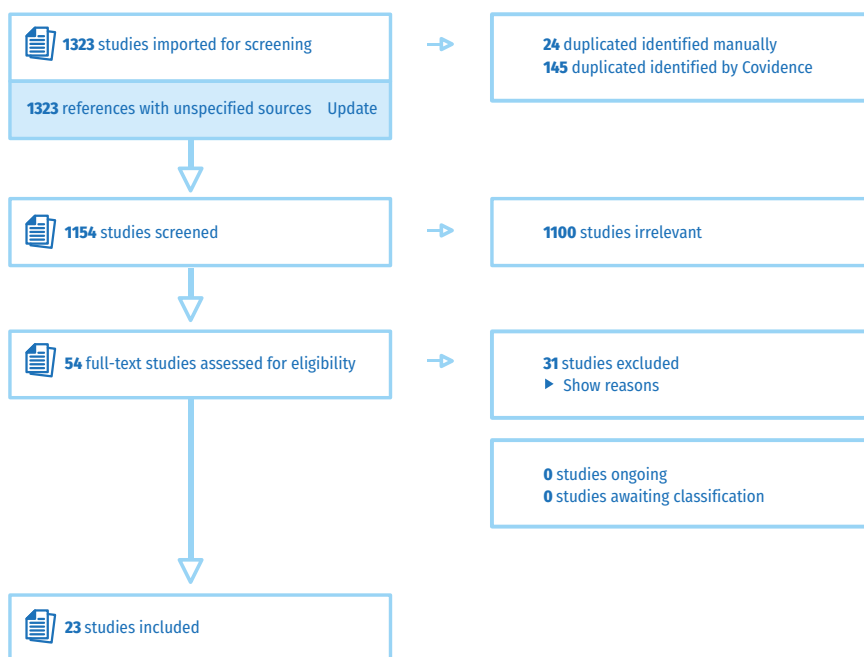 1323 studies imported for screening
24 duplicated identified manually
145 duplicated identified by Covidence
1323 references with unspecified sources Update
1154 studies screened
1100 studies irrelevant
54 full-text studies assessed for eligibility
31 studies excluded
Show reasons
0 studies ongoing
0 studies awaiting classification
23 studies included